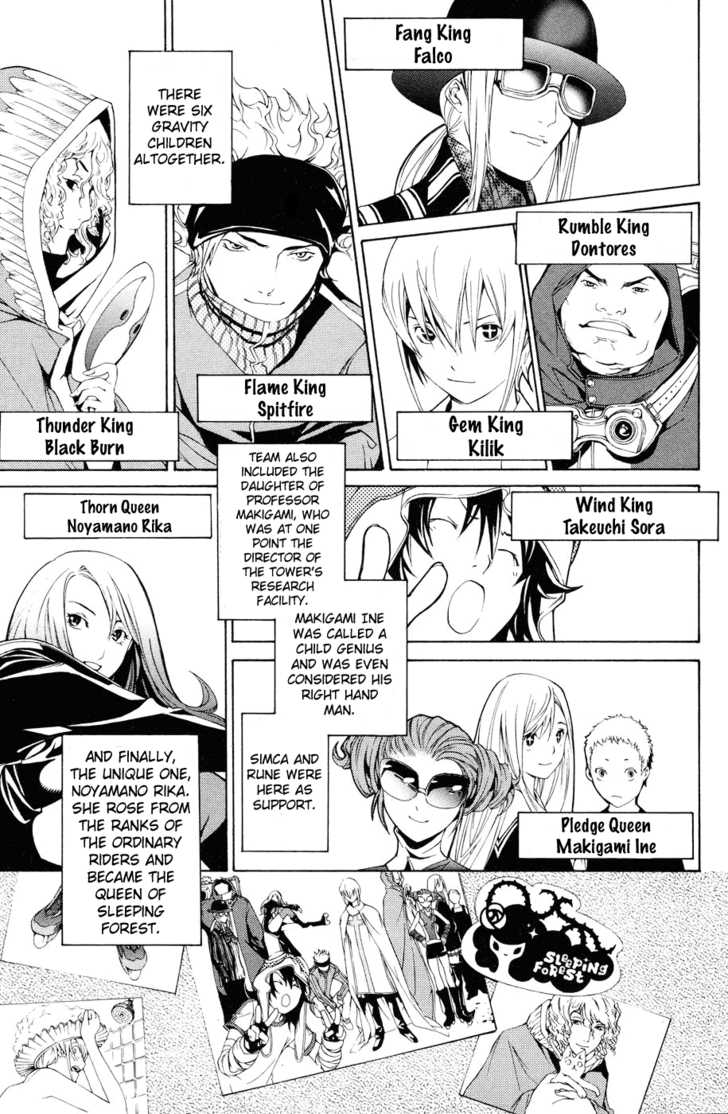 Fang King
Falco
THERE
WERE SIX
GRAVITY
CHILDREN
ALTOGETHER.
Rumble King
Dontores
Flame King
Spitfire
Thunder King
Black Burn
Gem King
Kilik
TEAM ALSO
INCLUDED THE
DAUGHTER OF
PROFESSOR
MAKIGAMI, WHO
WAS AT ONE
POINT THE
DIRECTOR OF
THE TOWER'S
RESEARCH
FACILITY.
Thorn Queen
Noyamano Rika
Wind King
Takeuchi Sora
MAKIGAMI INE
WAS CALLED A
CHILD GENIUS
AND WAS EVEN
CONSIDERED HIS
RIGHT HAND
MAN.
SIMCA AND
RUNE WERE
HERE AS
SUPPORT.
AND FINALLY,
THE UNIQUE ONE,
NOYAMANO RIKA.
SHE ROSE FROM
THE RANKS OF
THE ORDINARY
RIDERS AND
BECAME THE
QUEEN OF
SLEEPING
FOREST.
Pledge Queen
Makigami Ine
SLEEPING
FOREST